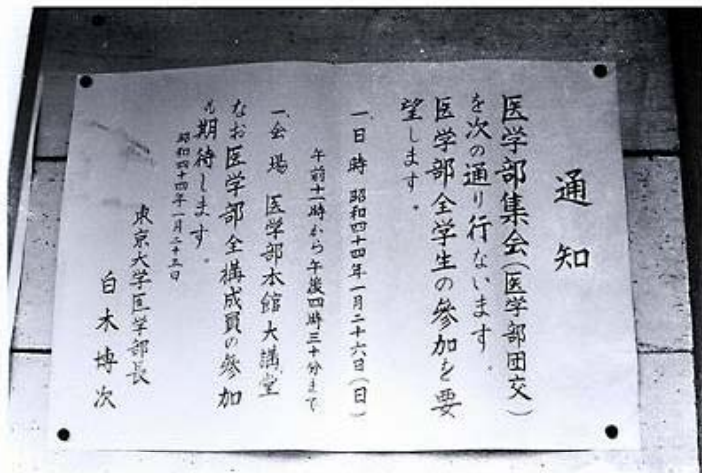 通知
医学部集会(医学部団交)
を次の通り行ないます。
医学部全学生の参加を要
望します。
一、日時 昭和四十四年一月二十六日(日)
午前十一時から午後四時三十分まで
一、会場 医学部本館大講堂
なお医学部全構成員の参加
も期待します。
昭和四十四年一月二十五日
東京大学医学部長
白木博次